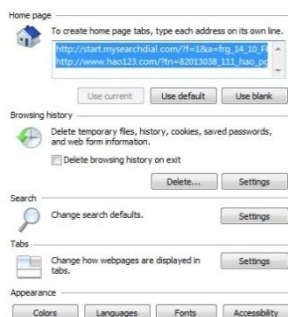 Home page
To create home page tabs, type each address on its own line.
http://start.mysearchdial.com/?f=1&a=frg_14_10_
http://www.hao123.com/?tn=82013038_111_hao_pg
Use current
Use default
Use blank
Browsing history
Delete temporary files, history, cookies, saved passwords,
and web form information.
Delete browsing history on exit
Delete...
Settings
Search
Change search defaults.
Settings
Tabs
Change how webpages are displayed in
tabs.
Settings
Appearance
Colors
Languages
Fonts
Accessibility